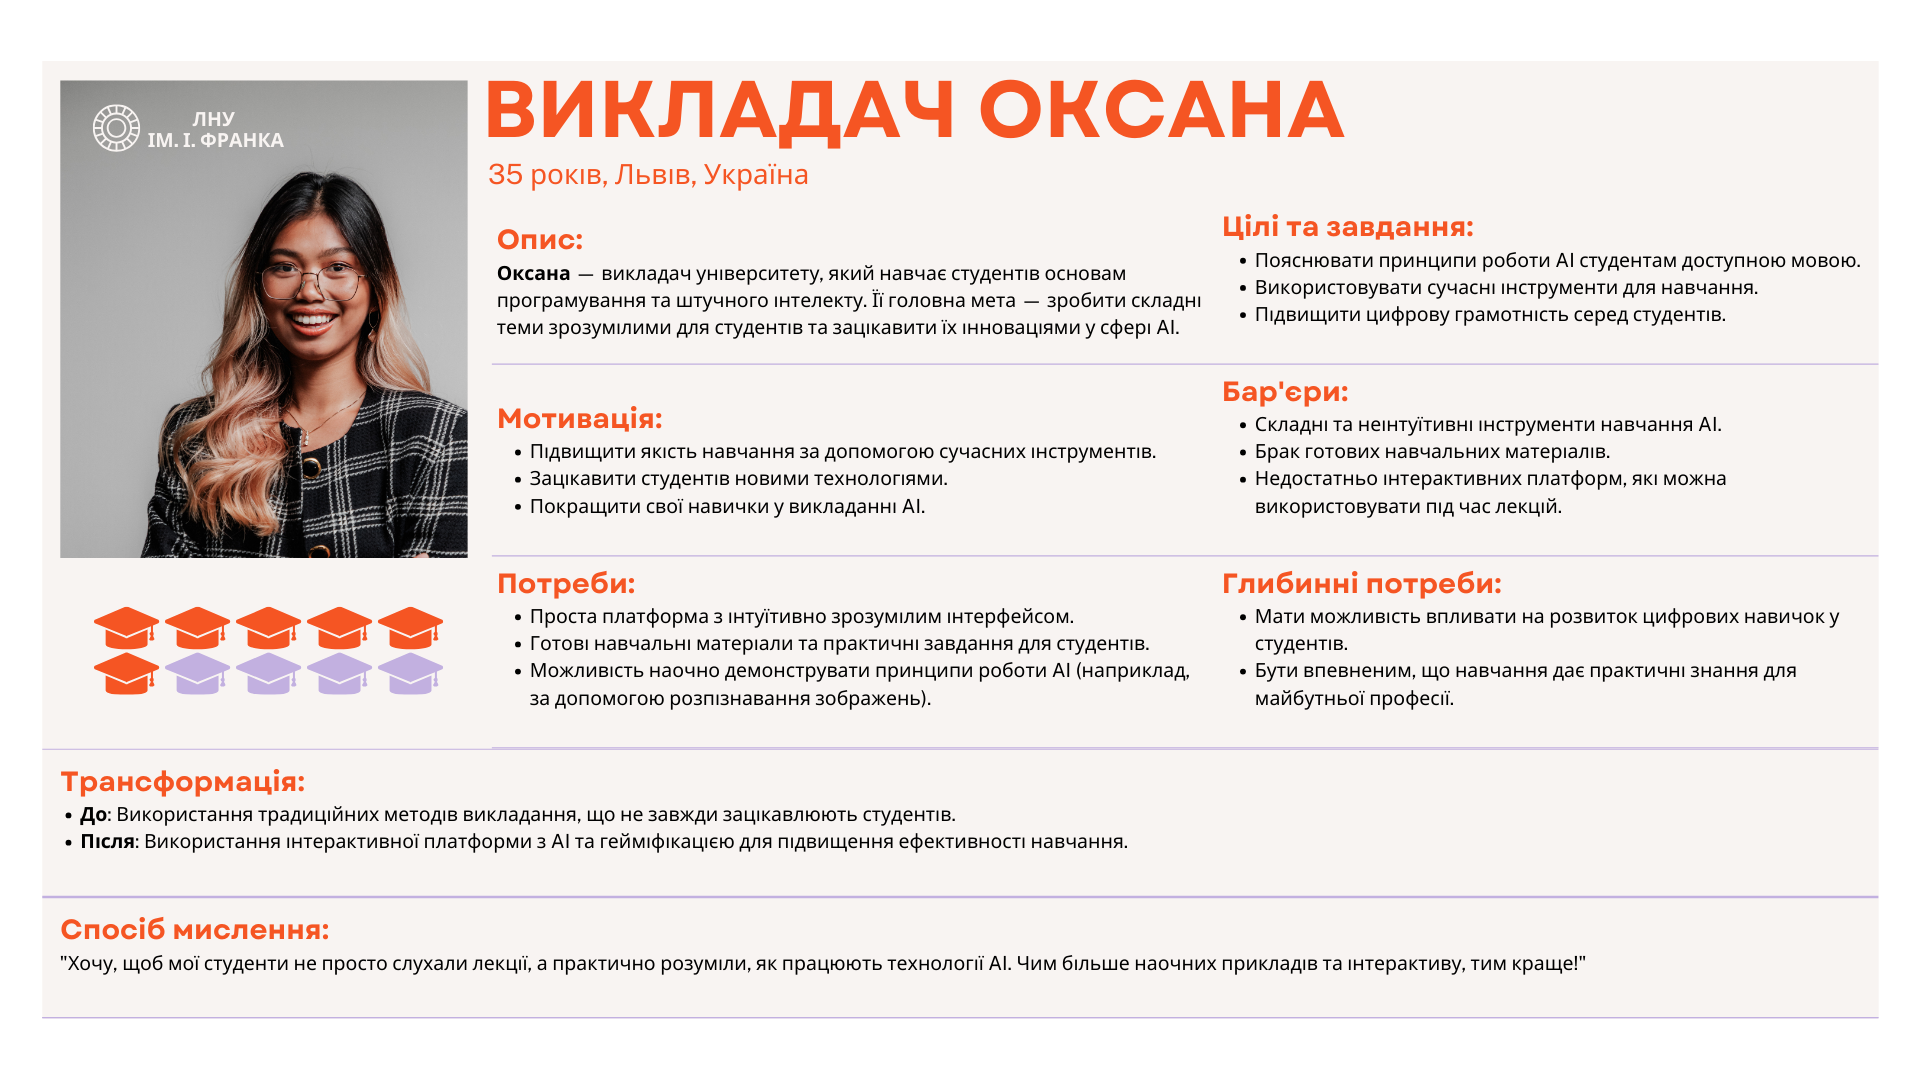 ЛНУ
ІМ. І. ФРАНКА
ВИКЛАДАЧ ОКСАНА
35 років, Львів, Україна
Опис:
Оксана — викладач університету, який навчає студентів основам
програмування та штучного інтелекту. Її головна мета — зробити складні
теми зрозумілими для студентів та зацікавити їх інноваціями у сфері AI.
Цілі та завдання:
• Пояснювати принципи роботи AI студентам доступною мовою.
• Використовувати сучасні інструменти для навчання.
• Підвищити цифрову грамотність серед студентів.
Мотивація:
• Підвищити якість навчання за допомогою сучасних інструментів.
• Зацікавити студентів новими технологіями.
• Покращити свої навички у викладанні AI.
Бар'єри:
• Складні та неінтуїтивні інструменти навчання AI.
• Брак готових навчальних матеріалів.
• Недостатньо інтерактивних платформ, які можна
використовувати під час лекцій.
Потреби:
• Проста платформа з інтуїтивно зрозумілим інтерфейсом.
• Готові навчальні матеріали та практичні завдання для студентів.
• Можливість наочно демонструвати принципи роботи AI (наприклад,
за допомогою розпізнавання зображень).
Глибинні потреби:
• Мати можливість впливати на розвиток цифрових навичок у
студентів.
• Бути впевненим, що навчання дає практичні знання для
майбутньої професії.
Трансформація:
• До: Використання традиційних методів викладання, що не завжди зацікавлюють студентів.
• Після: Використання інтерактивної платформи з AI та гейміфікацією для підвищення ефективності навчання.
Спосіб мислення:
"Хочу, щоб мої студенти не просто слухали лекції, а практично розуміли, як працюють технології AI. Чим більше наочних прикладів та інтерактиву, тим краще!"